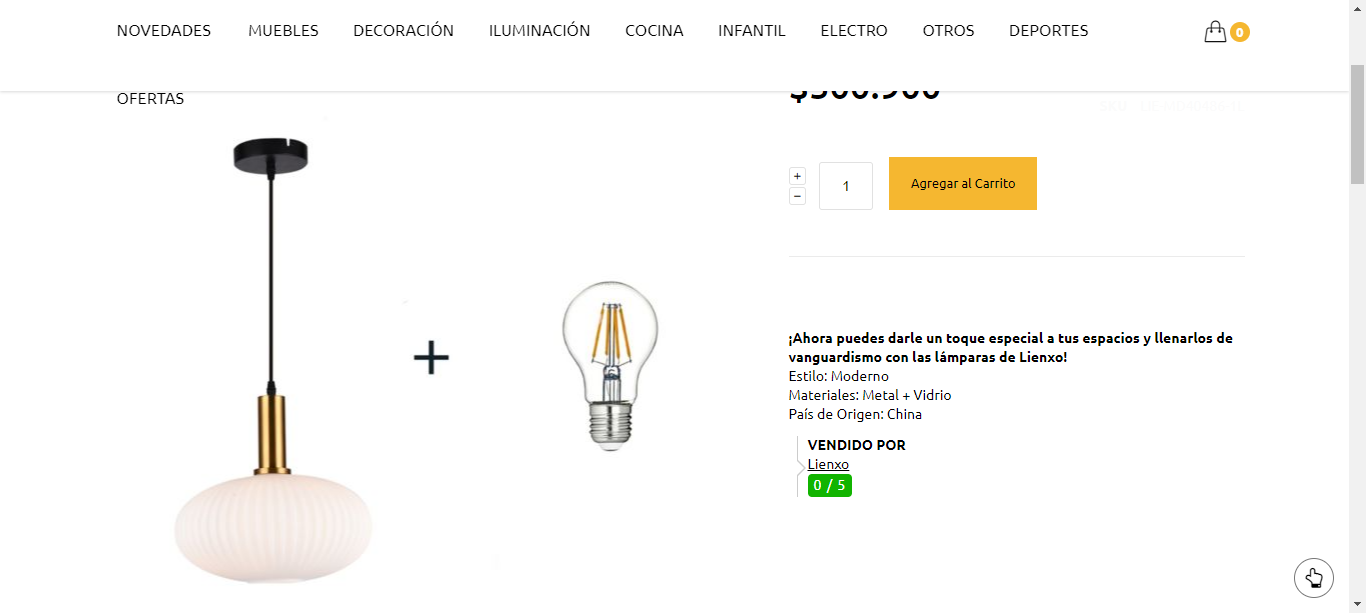 NOVEDADES MUEBLES DECORACIÓN ILUMINACIÓN COCINA INFANTIL ELECTRO OTROS DEPORTES 0
OFERTAS
+
−
1
Agregar al Carrito
¡Ahora puedes darle un toque especial a tus espacios y llenarlos de
vanguardismo con las lámparas de Lienxo!
Estilo: Moderno
Materiales: Metal + Vidrio
País de Origen: China
VENDIDO POR
Lienxo
0 / 5